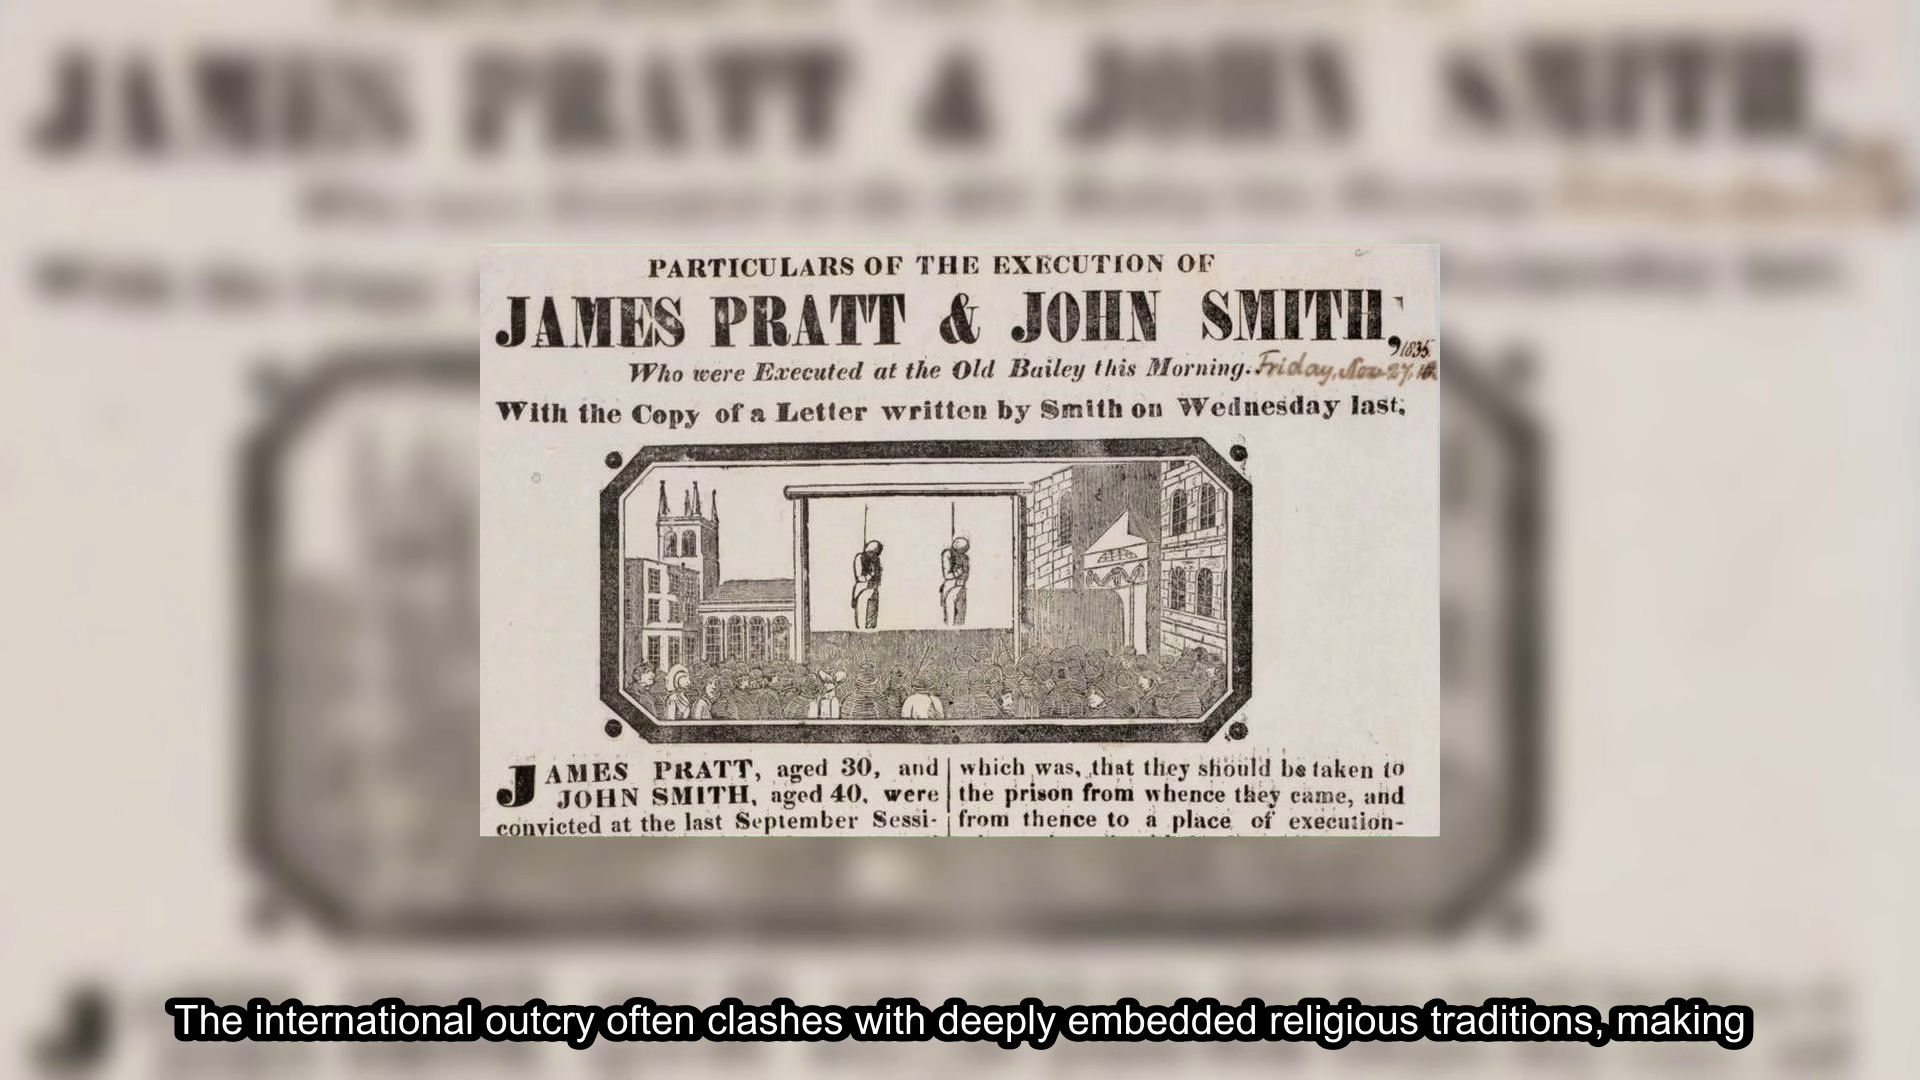 JAMES PRATT & JOHN SMITH,
PARTICULARS OF THE EXECUTION OF
JAMES PRATT & JOHN SMITH,
1835.
Who were Executed at the Old Bailey this Morning. Friday, Nov 27,
With the Copy of a Letter written by Smith on Wednesday last.
JAMES PRATT, aged 30, and
JOHN SMITH, aged 40, were
convicted at the last September Sessi-
which was, that they should be taken to
the prison from whence they came, and
from thence to a place of execution-
The international outcry often clashes with deeply embedded religious traditions, making